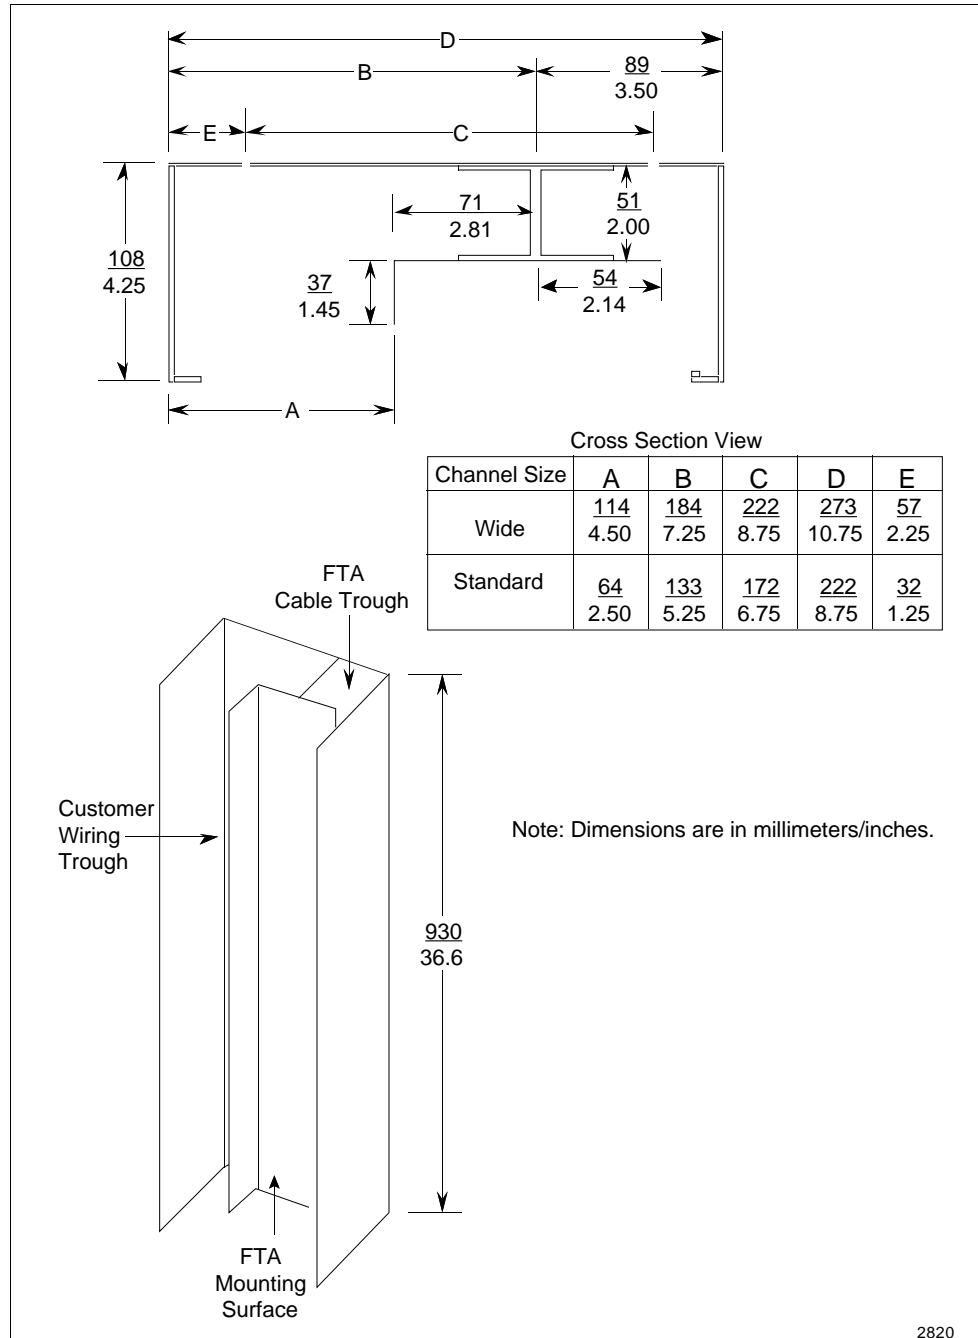 D
B
89
3.50
E
C
71
2.81
51
2.00
108
4.25
37
1.45
54
2.14
A
Cross Section View
Channel Size A B C D E
Wide
114 184 222 273 57
4.50 7.25 8.75 10.75 2.25
Standard
64 133 172 222 32
2.50 5.25 6.75 8.75 1.25
FTA
Cable Trough
Customer
Wiring
Trough
Note: Dimensions are in millimeters/inches.
930
36.6
FTA
Mounting
Surface
2820